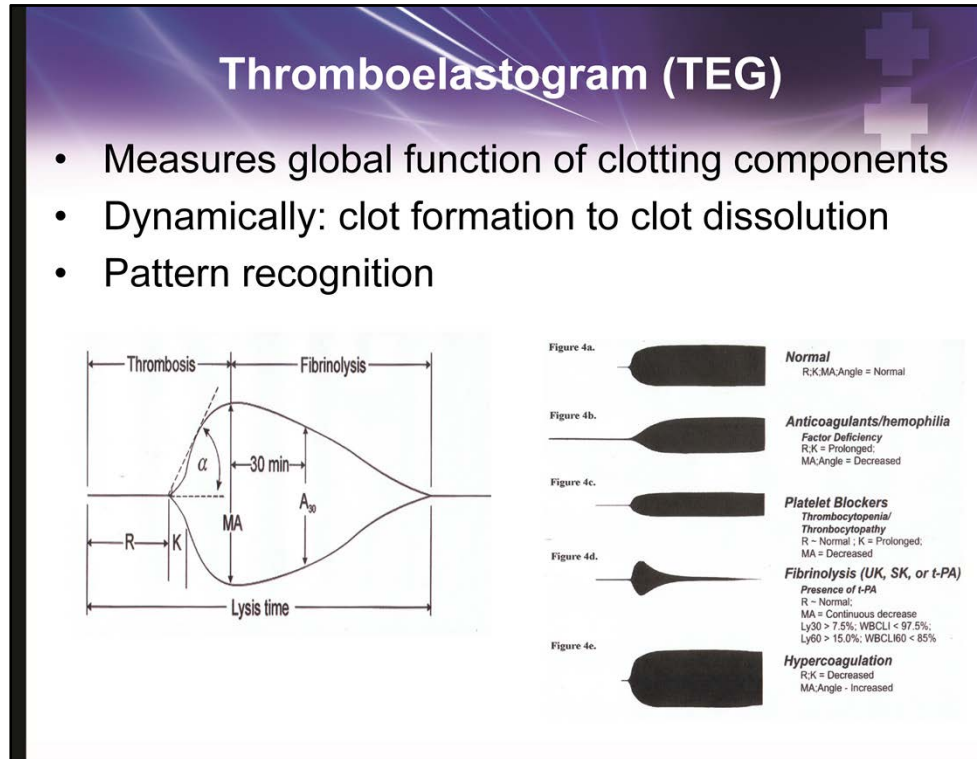 Thromboelastogram (TEG)
• Measures global function of clotting components
• Dynamically: clot formation to clot dissolution
• Pattern recognition
Thrombosis
Fibrinolysis
α
30 min
MA
A30
R
K
Lysis time
Figure 4a.
Normal
R;K;MA;Angle = Normal
Figure 4b.
Anticoagulants/hemophilia
Factor Deficiency
R;K = Prolonged;
MA;Angle = Decreased
Figure 4c.
Platelet Blockers
Thrombocytopenia/
Thronbocytopathy
R ~ Normal ; K = Prolonged;
MA = Decreased
Figure 4d.
Fibrinolysis (UK, SK, or t-PA)
Presence of t-PA
R ~ Normal;
MA = Continuous decrease
Ly30 > 7.5%; WBCLI < 97.5%;
Ly60 > 15.0%; WBCLI60 < 85%
Figure 4e.
Hypercoagulation
R;K = Decreased
MA;Angle - Increased